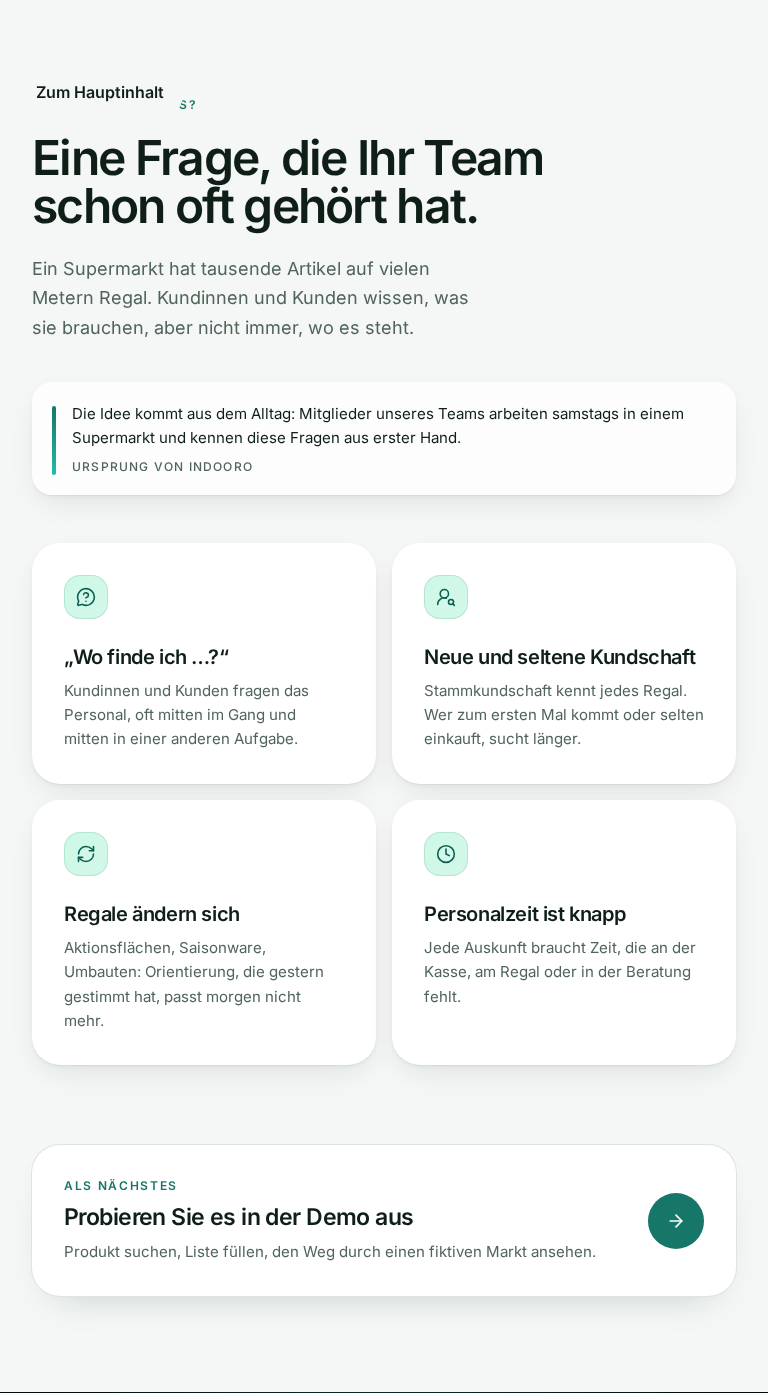 Zum Hauptinhalt
S?
Eine Frage, die Ihr Team
schon oft gehört hat.
Ein Supermarkt hat tausende Artikel auf vielen
Metern Regal. Kundinnen und Kunden wissen, was
sie brauchen, aber nicht immer, wo es steht.
Die Idee kommt aus dem Alltag: Mitglieder unseres Teams arbeiten samstags in einem
Supermarkt und kennen diese Fragen aus erster Hand.
URSPRUNG VON INDOORO
„Wo finde ich …?“
Kundinnen und Kunden fragen das
Personal, oft mitten im Gang und
mitten in einer anderen Aufgabe.
Neue und seltene Kundschaft
Stammkundschaft kennt jedes Regal.
Wer zum ersten Mal kommt oder selten
einkauft, sucht länger.
Regale ändern sich
Aktionsflächen, Saisonware,
Umbauten: Orientierung, die gestern
gestimmt hat, passt morgen nicht
mehr.
Personalzeit ist knapp
Jede Auskunft braucht Zeit, die an der
Kasse, am Regal oder in der Beratung
fehlt.
ALS NÄCHSTES
Probieren Sie es in der Demo aus
Produkt suchen, Liste füllen, den Weg durch einen fiktiven Markt ansehen.